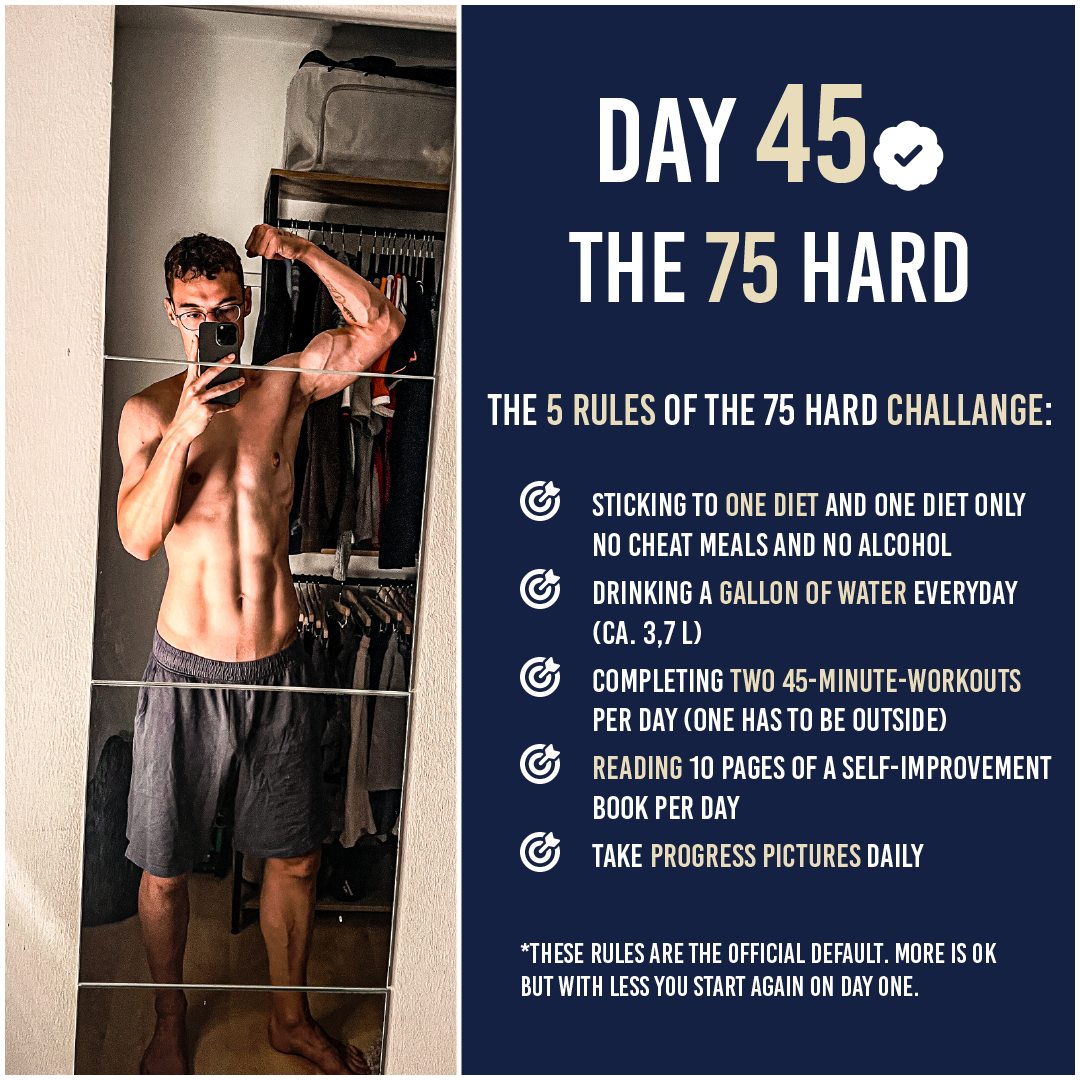 DAY 45
THE 75 HARD
THE 5 RULES OF THE 75 HARD CHALLANGE:
STICKING TO ONE DIET AND ONE DIET ONLY
NO CHEAT MEALS AND NO ALCOHOL
DRINKING A GALLON OF WATER EVERYDAY
(CA. 3,7 L)
COMPLETING TWO 45-MINUTE-WORKOUTS
PER DAY (ONE HAS TO BE OUTSIDE)
READING 10 PAGES OF A SELF-IMPROVEMENT
BOOK PER DAY
TAKE PROGRESS PICTURES DAILY
*THESE RULES ARE THE OFFICIAL DEFAULT. MORE IS OK
BUT WITH LESS YOU START AGAIN ON DAY ONE.